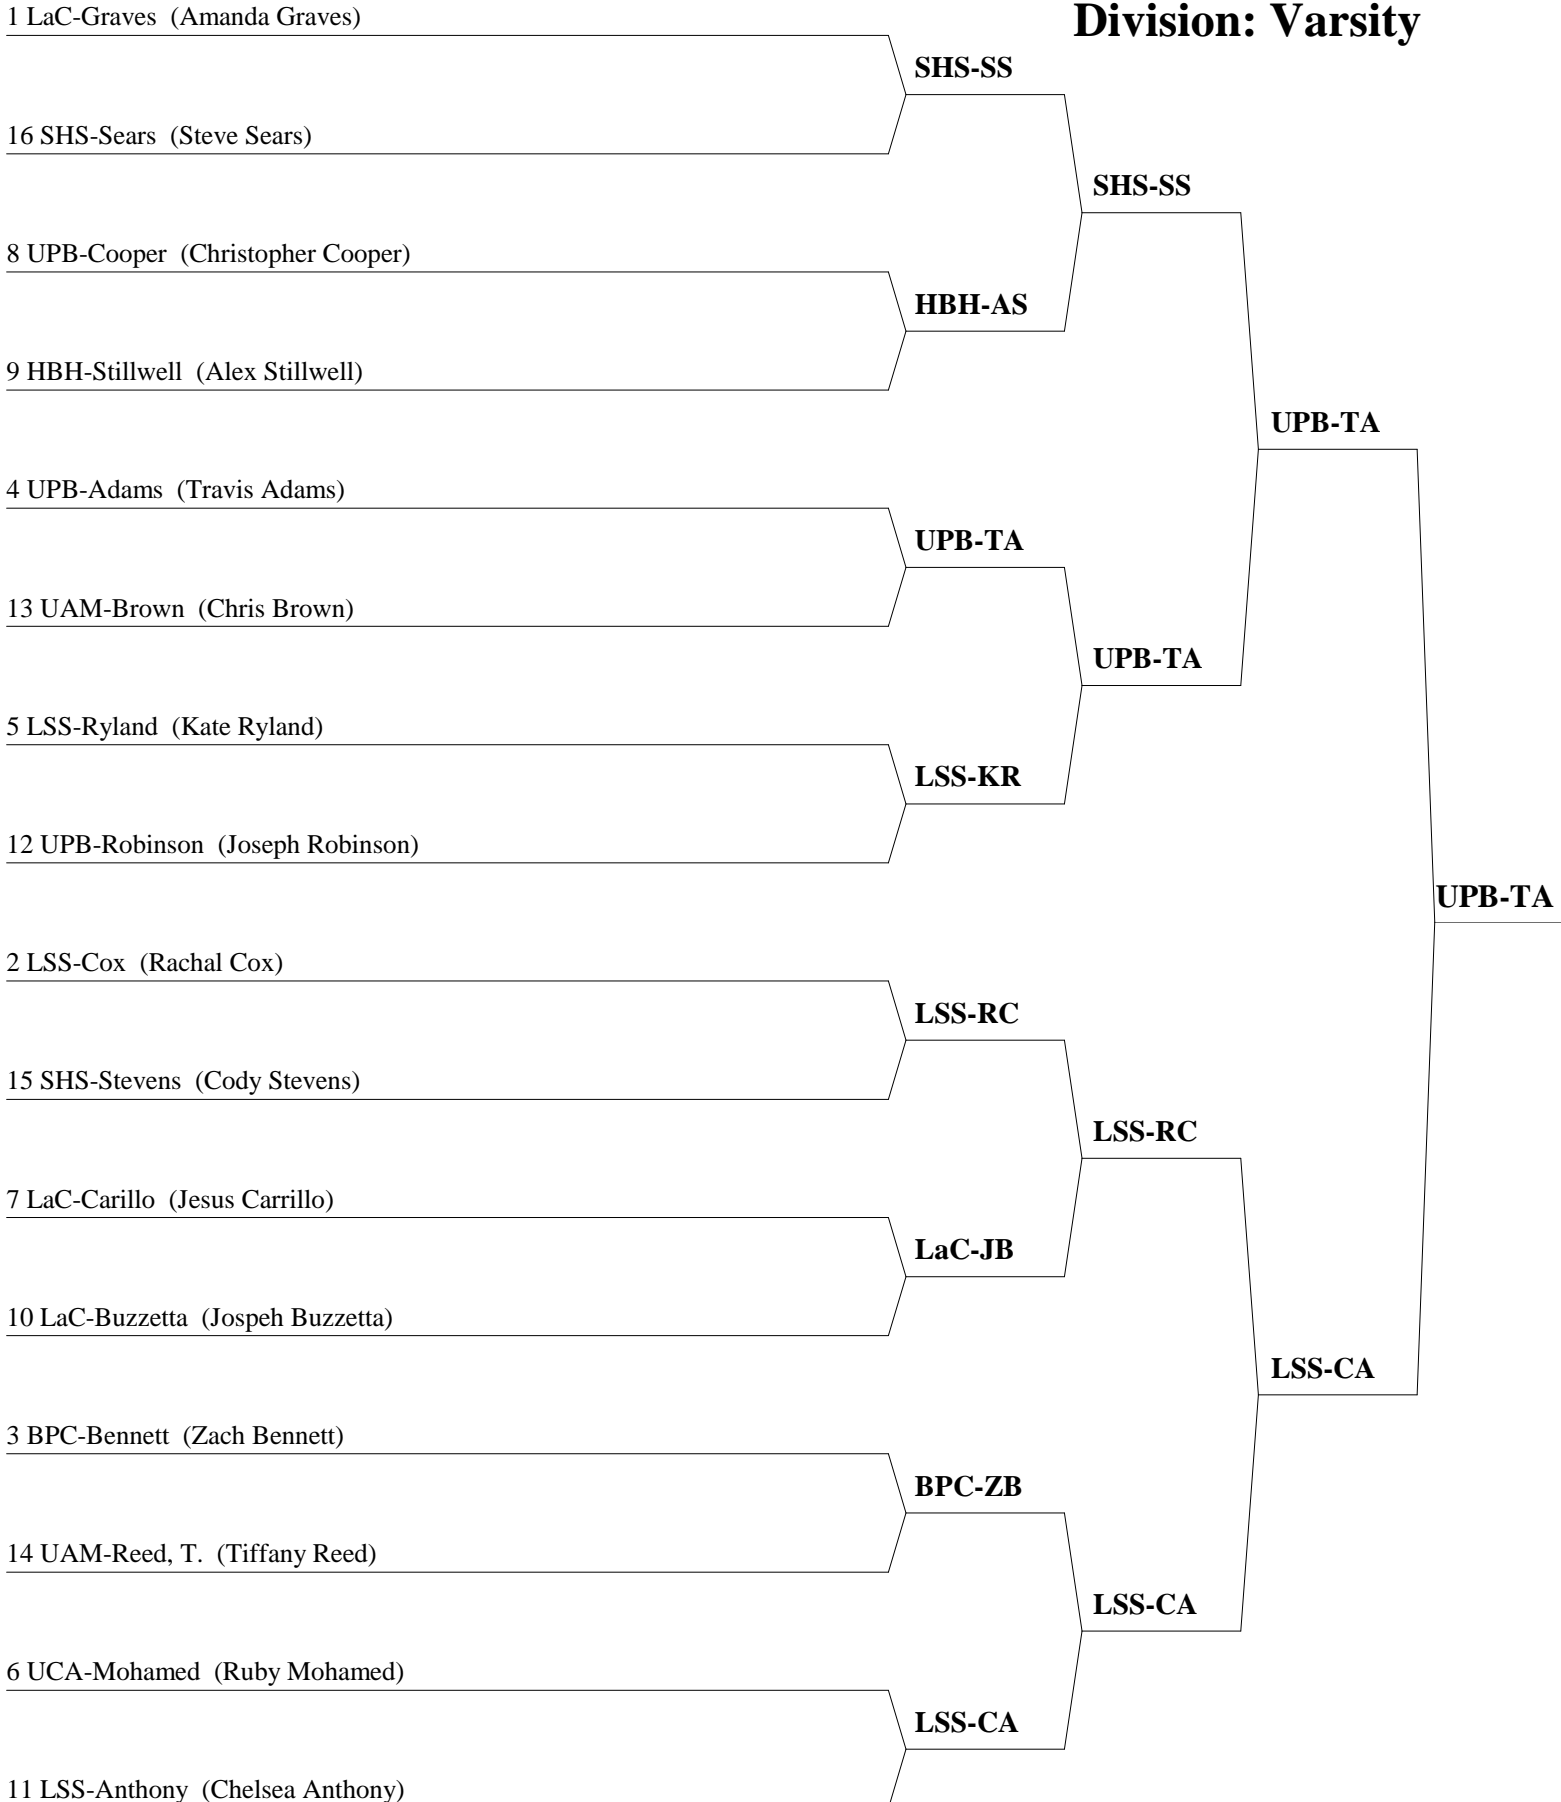 1 LaC-Graves (Amanda Graves)
Division: Varsity
SHS-SS
16 SHS-Sears (Steve Sears)
SHS-SS
8 UPB-Cooper (Christopher Cooper)
HBH-AS
9 HBH-Stillwell (Alex Stillwell)
UPB-TA
4 UPB-Adams (Travis Adams)
UPB-TA
13 UAM-Brown (Chris Brown)
UPB-TA
5 LSS-Ryland (Kate Ryland)
LSS-KR
12 UPB-Robinson (Joseph Robinson)
UPB-TA
2 LSS-Cox (Rachal Cox)
LSS-RC
15 SHS-Stevens (Cody Stevens)
LSS-RC
7 LaC-Carillo (Jesus Carrillo)
LaC-JB
10 LaC-Buzzetta (Jospeh Buzzetta)
LSS-CA
3 BPC-Bennett (Zach Bennett)
BPC-ZB
14 UAM-Reed, T. (Tiffany Reed)
LSS-CA
6 UCA-Mohamed (Ruby Mohamed)
LSS-CA
11 LSS-Anthony (Chelsea Anthony)